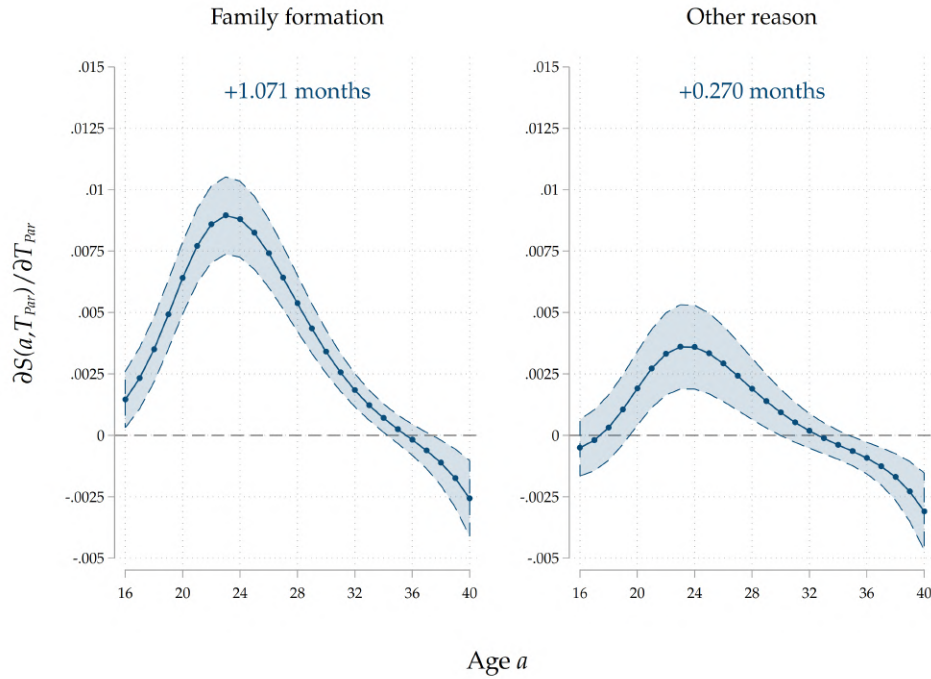 Family formation
Other reason
∂S(a,T_Par)/∂T_Par
.015
.0125
.01
.0075
.005
.0025
0
-.0025
-.005
+1.071 months
16 20 24 28 32 36 40
.015
.0125
.01
.0075
.005
.0025
0
-.0025
-.005
+0.270 months
16 20 24 28 32 36 40
Age a